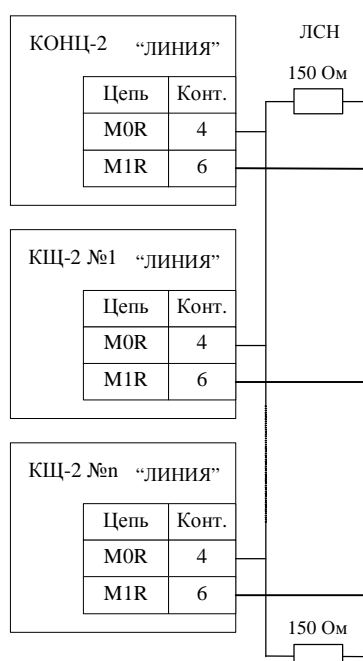 ЛСН
КОНЦ-2 “ЛИНИЯ”
150 Ом
Цепь Конт.
M0R 4
M1R 6
КЩ-2 №1 “ЛИНИЯ”
Цепь Конт.
M0R 4
M1R 6
КЩ-2 №n “ЛИНИЯ”
Цепь Конт.
M0R 4
M1R 6
150 Ом